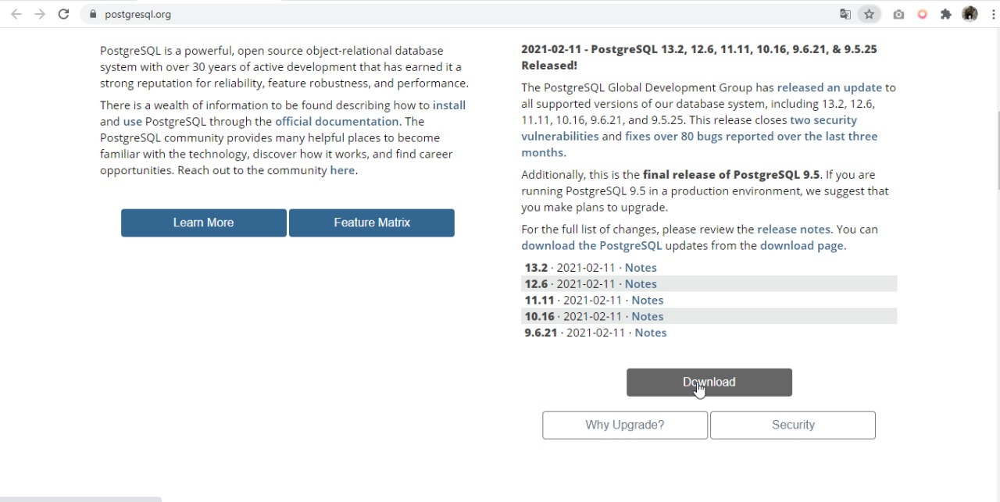 postgresql.org
PostgreSQL is a powerful, open source object-relational database
system with over 30 years of active development that has earned it a
strong reputation for reliability, feature robustness, and performance.
There is a wealth of information to be found describing how to install
and use PostgreSQL through the official documentation. The
PostgreSQL community provides many helpful places to become
familiar with the technology, discover how it works, and find career
opportunities. Reach out to the community here.
Learn More
Feature Matrix
2021-02-11 - PostgreSQL 13.2, 12.6, 11.11, 10.16, 9.6.21, & 9.5.25
Released!
The PostgreSQL Global Development Group has released an update to
all supported versions of our database system, including 13.2, 12.6,
11.11, 10.16, 9.6.21, and 9.5.25. This release closes two security
vulnerabilities and fixes over 80 bugs reported over the last three
months.
Additionally, this is the final release of PostgreSQL 9.5. If you are
running PostgreSQL 9.5 in a production environment, we suggest that
you make plans to upgrade.
For the full list of changes, please review the release notes. You can
download the PostgreSQL updates from the download page.
13.2 · 2021-02-11 · Notes
12.6 · 2021-02-11 · Notes
11.11 · 2021-02-11 · Notes
10.16 · 2021-02-11 · Notes
9.6.21 · 2021-02-11 · Notes
Download
Why Upgrade?
Security